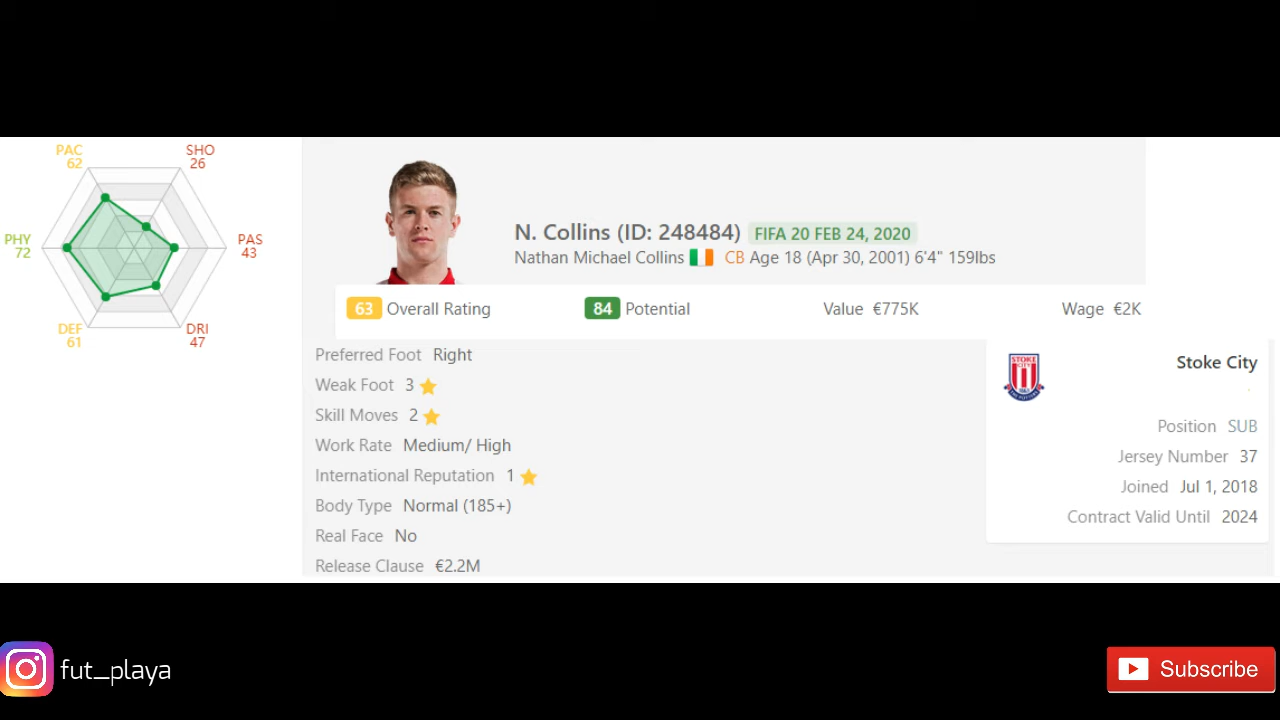 PAC
62
SHO
26
PHY
72
PAS
43
DEF
61
DRI
47
N. Collins (ID: 248484) FIFA 20 FEB 24, 2020
Nathan Michael Collins CB Age 18 (Apr 30, 2001) 6'4" 159lbs
63 Overall Rating 84 Potential Value €775K Wage €2K
Preferred Foot Right
Weak Foot 3
Skill Moves 2
Work Rate Medium/ High
International Reputation 1
Body Type Normal (185+)
Real Face No
Release Clause €2.2M
STOKE
CITY
Stoke City
Position SUB
Jersey Number 37
Joined Jul 1, 2018
Contract Valid Until 2024
fut_playa
Subscribe